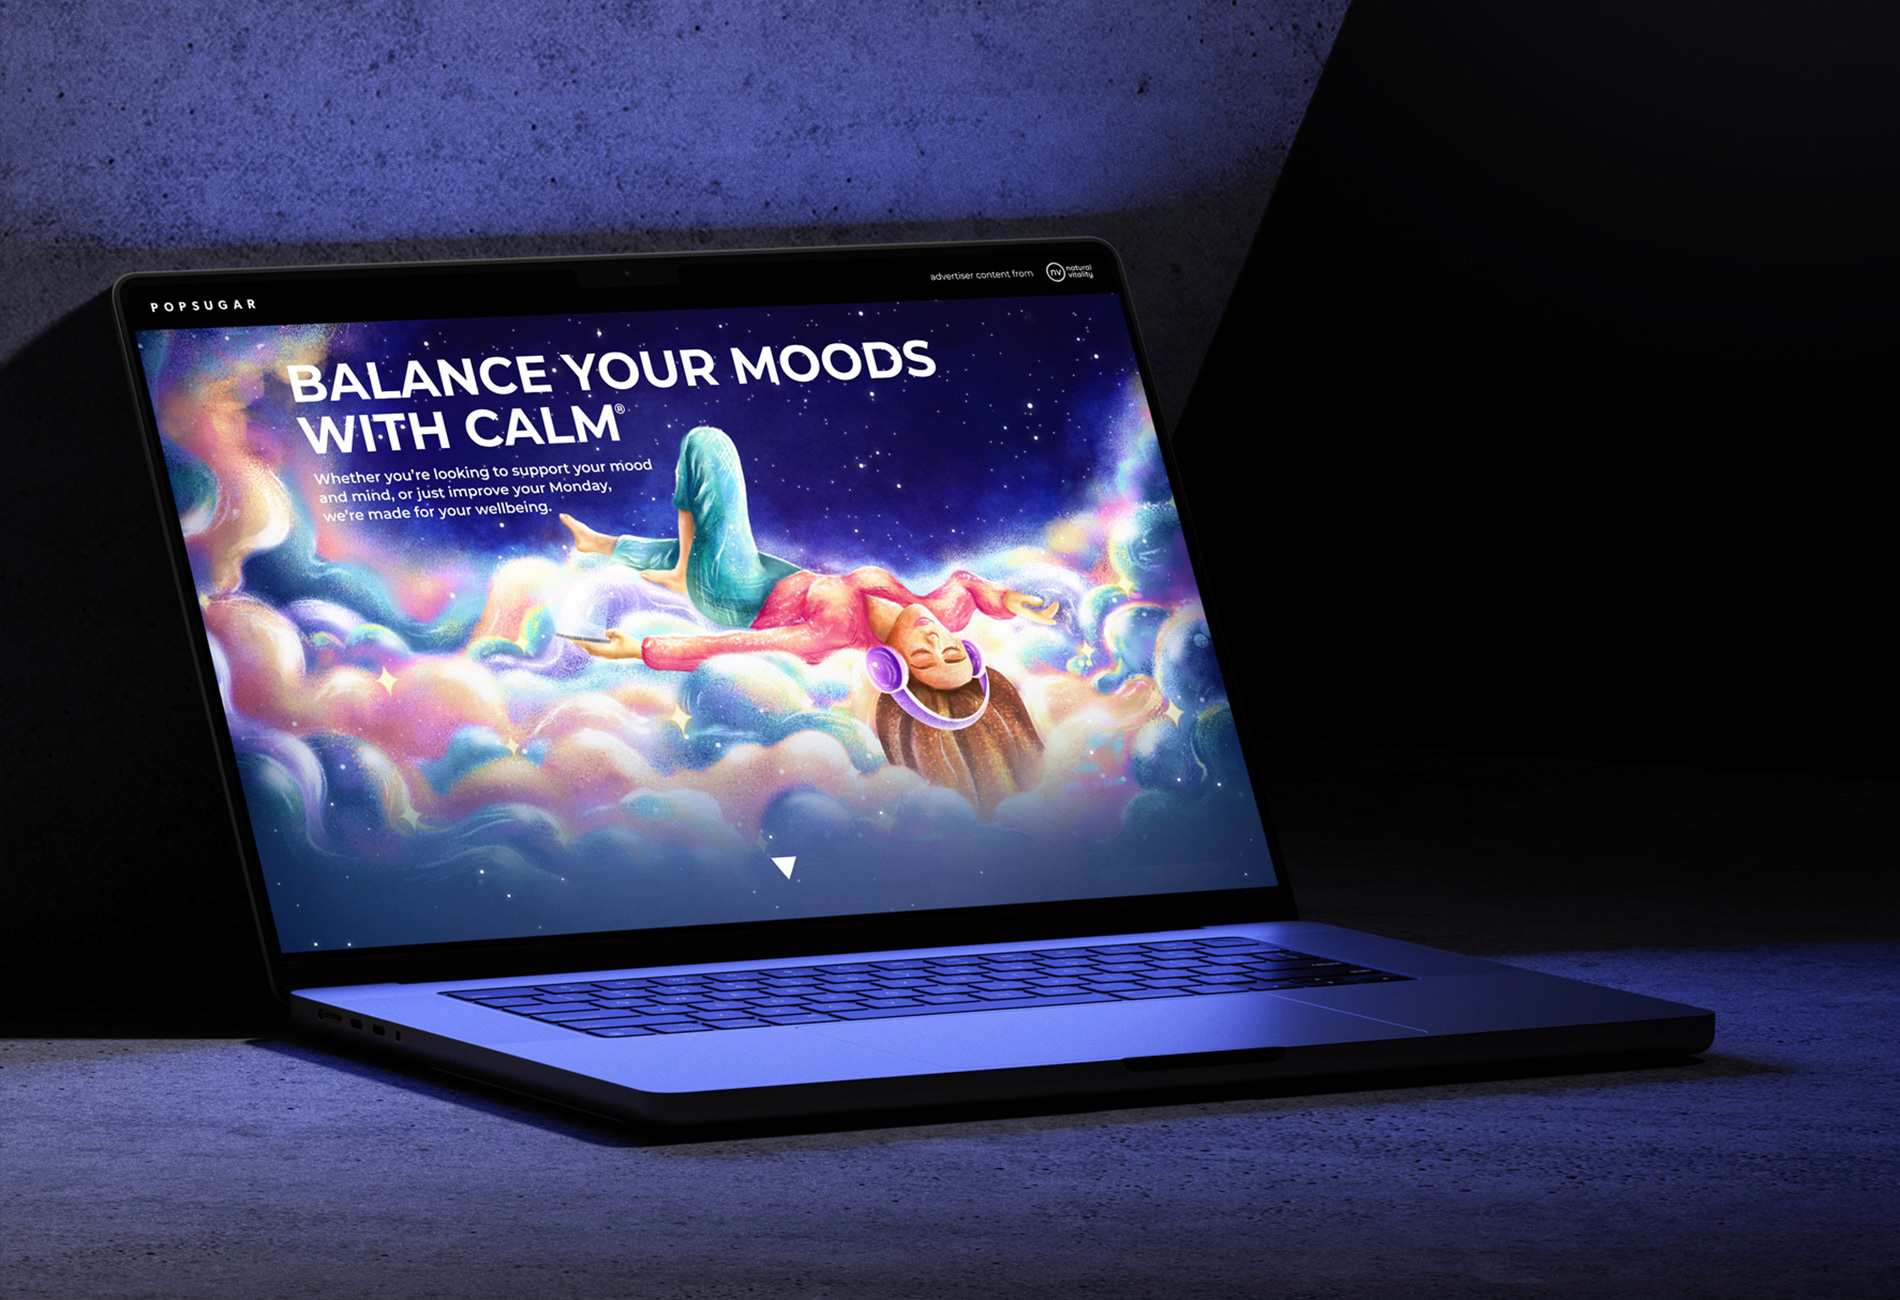 POPSUGAR
advertiser content from
nv natural
vitality
BALANCE YOUR MOODS
WITH CALM®
Whether you're looking to support your mood
and mind, or just improve your Monday,
we're made for your wellbeing.